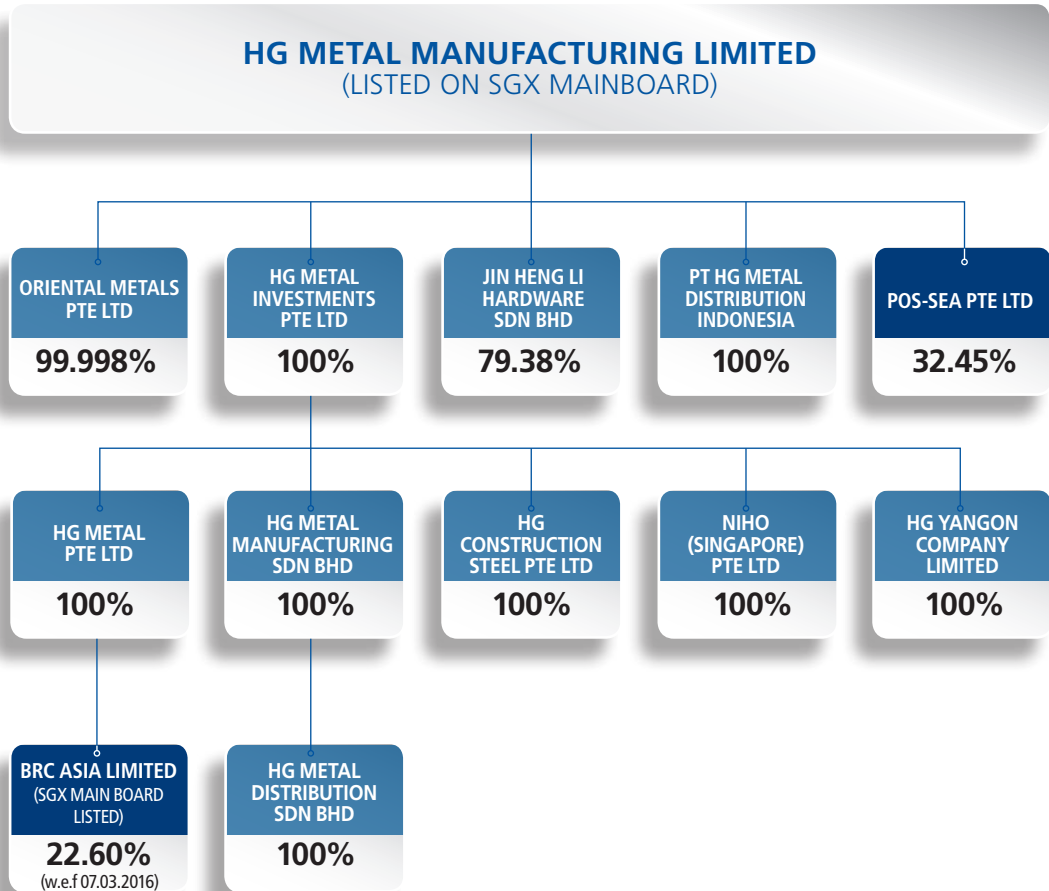 HG METAL MANUFACTURING LIMITED
(LISTED ON SGX MAINBOARD)
ORIENTAL METALS
PTE LTD
99.998%
HG METAL
INVESTMENTS
PTE LTD
100%
JIN HENG LI
HARDWARE
SDN BHD
79.38%
PT HG METAL
DISTRIBUTION
INDONESIA
100%
POS-SEA PTE LTD
32.45%
HG METAL
PTE LTD
100%
HG METAL
MANUFACTURING
SDN BHD
100%
HG
CONSTRUCTION
STEEL PTE LTD
100%
NIHO
(SINGAPORE)
PTE LTD
100%
HG YANGON
COMPANY
LIMITED
100%
BRC ASIA LIMITED
(SGX MAIN BOARD
LISTED)
22.60%
(w.e.f 07.03.2016)
HG METAL
DISTRIBUTION
SDN BHD
100%